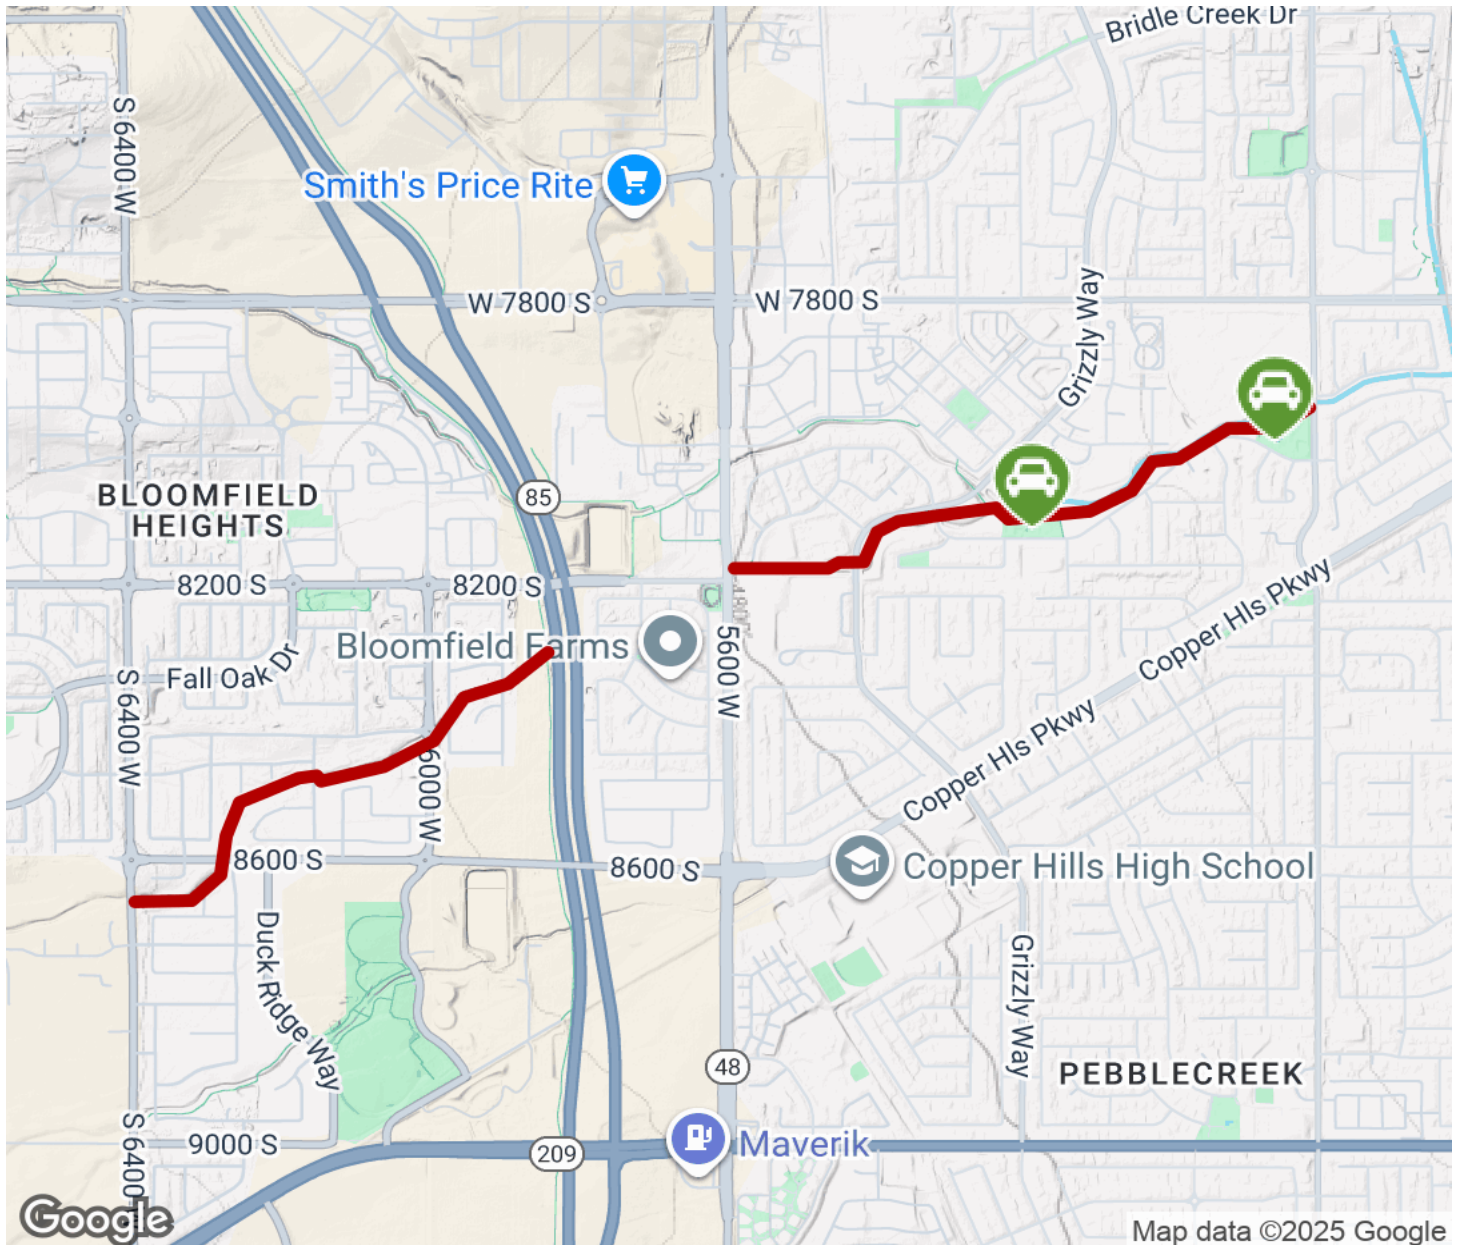 Bridle Creek Dr
S 6400 W
Smith's Price Rite
W 7800 S
W 7800 S
Grizzly Way
BLOOMFIELD
HEIGHTS
85
8200 S
8200 S
Bloomfield Farms
Fall Oak Dr
S 6400 W
5600 W
Copper Hls Pkwy
Copper Hls Pkwy
6000 W
8600 S
8600 S
Copper Hills High School
Duck Ridge Way
Grizzly Way
48
PEBBLECREEK
S 6400 W
9000 S
209
Maverik
Google
Map data ©2025 Google